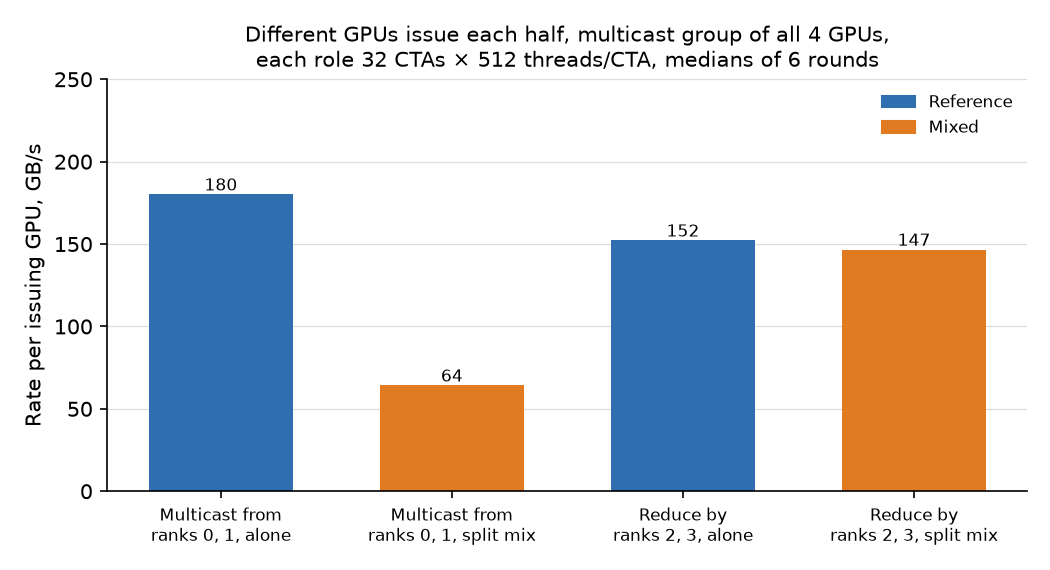 Different GPUs issue each half, multicast group of all 4 GPUs,
each role 32 CTAs × 512 threads/CTA, medians of 6 rounds
Rate per issuing GPU, GB/s
250
200
150
100
50
0
Reference
Mixed
180
64
152
147
Multicast from
ranks 0, 1, alone
Multicast from
ranks 0, 1, split mix
Reduce by
ranks 2, 3, alone
Reduce by
ranks 2, 3, split mix